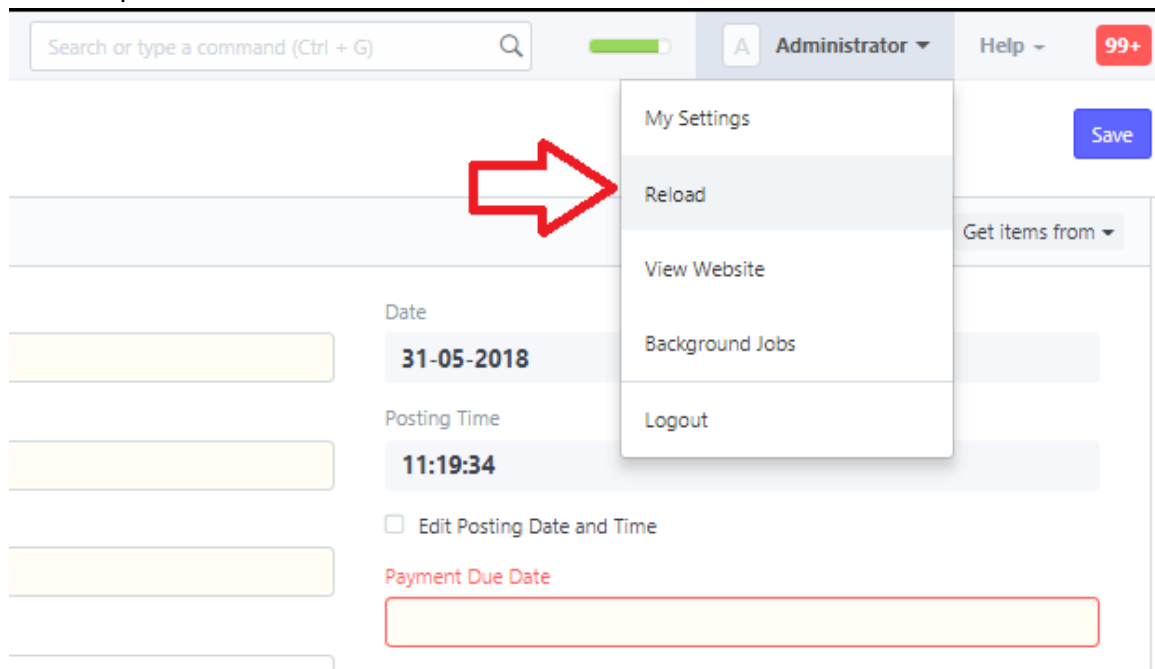 Search or type a command (Ctrl + G)
A Administrator
Help
99+
My Settings
Save
Reload
Get items from
View Website
Date
31-05-2018
Background Jobs
Posting Time
Logout
11:19:34
Edit Posting Date and Time
Payment Due Date